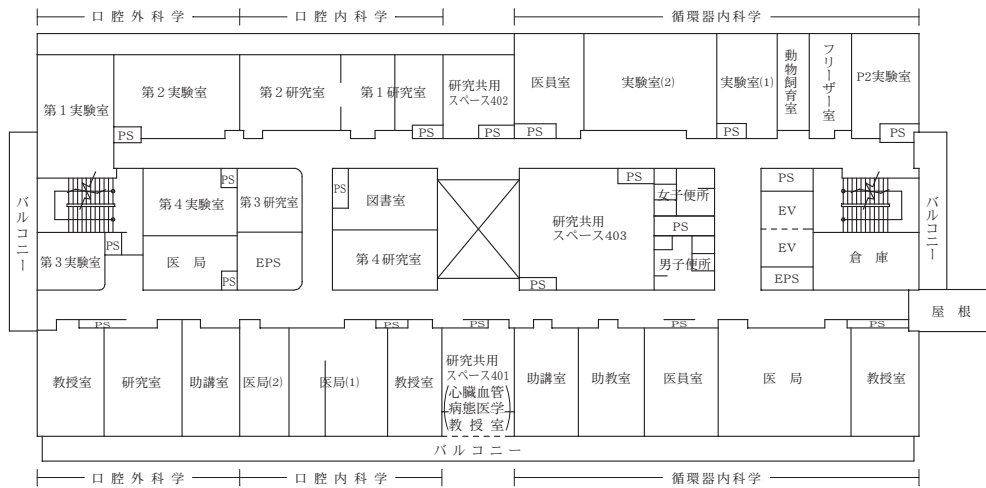 口腔外科学
口腔内科学
循環器内科学
第1実験室
第2実験室
第2研究室
第1研究室
研究共用
スペース402
医員室
実験室(2)
実験室(1)
動物飼育室
フリーザー室
P2実験室
PS
PS
PS
PS
PS
PS
バルコニー
第4実験室
PS
第3研究室
PS
図書室
研究共用
スペース403
PS
女子便所
PS
男子便所
PS
EV
EV
EPS
バルコニー
第3実験室
PS
医局
PS
EPS
第4研究室
PS
倉庫
屋根
PS
PS
PS
PS
PS
教授室
研究室
助講室
医局(2)
医局(1)
教授室
研究共用
スペース401
(心臓血管
病態医学
教授室)
助講室
助教室
医員室
医局
教授室
バルコニー
口腔外科学
口腔内科学
循環器内科学